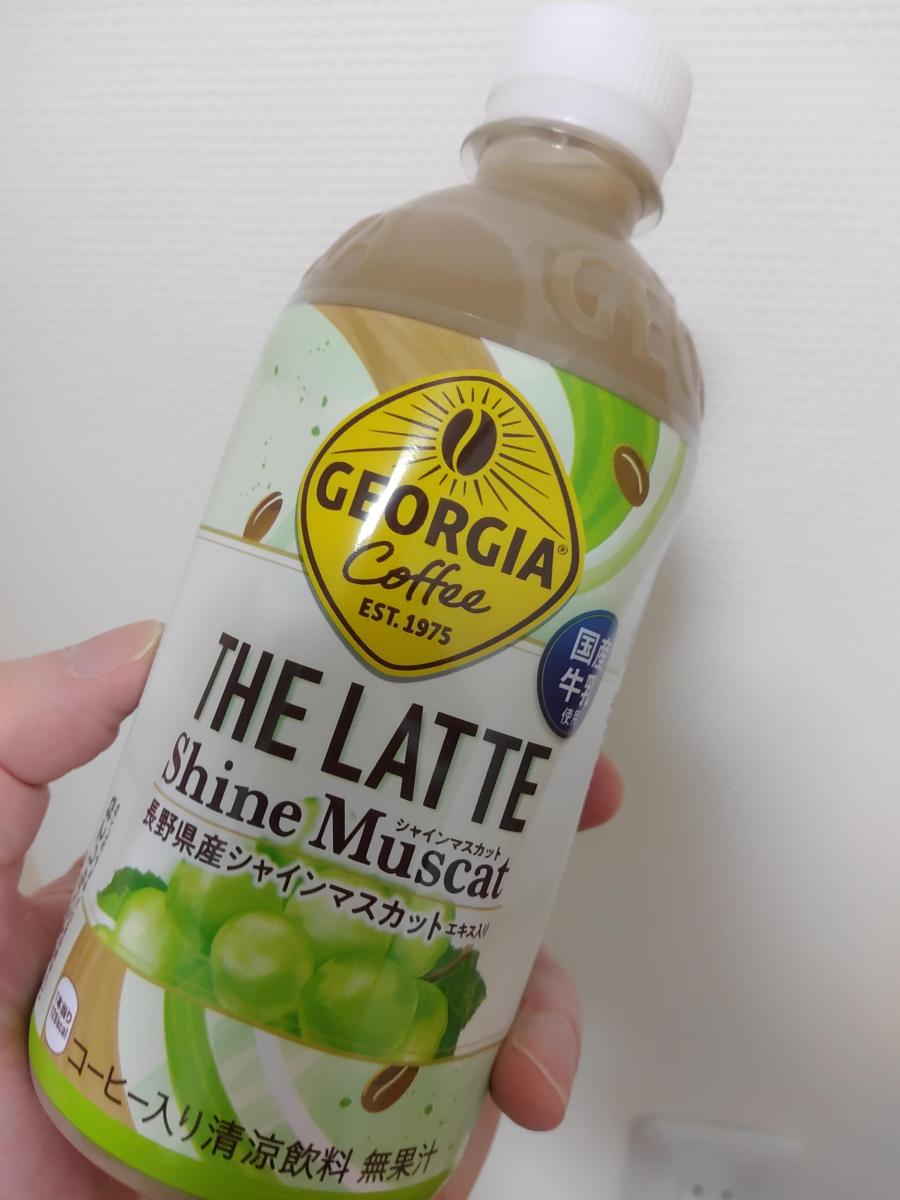 GEORGIA®
Coffee
EST. 1975
国産
牛乳
使用
THE LATTE
Shine Muscat
シャインマスカット
長野県産シャインマスカットエキス入り
コーヒー入り清涼飲料 無果汁